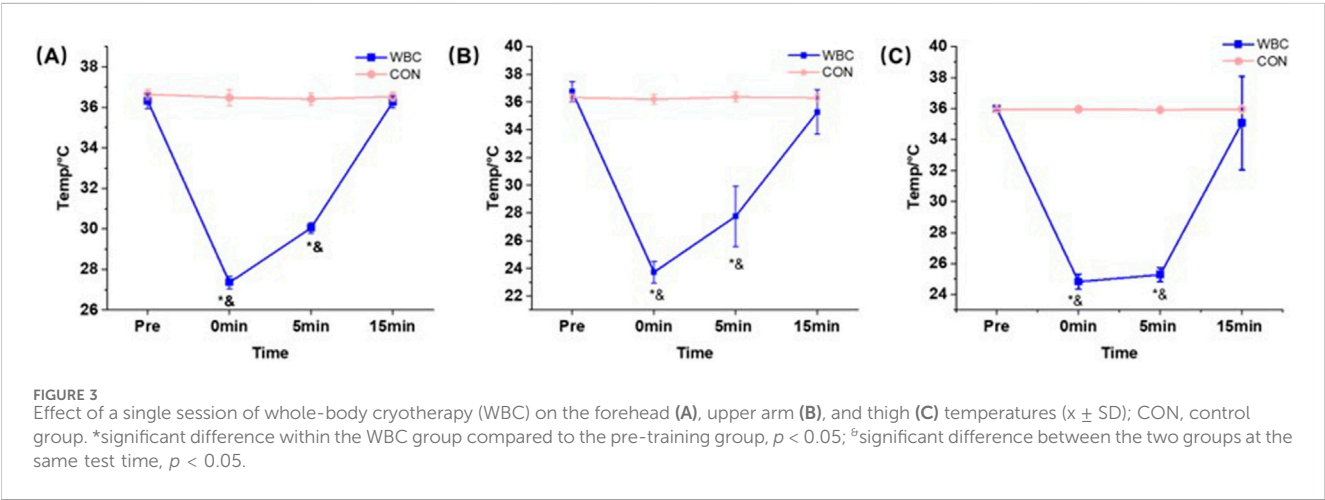 (A)
WBC
CON
38
36
34
32
30
28
26
Temp/°C
*&
*&
Pre 0min 5min 15min
Time
(B)
WBC
CON
40
38
36
34
32
30
28
26
24
22
Temp/°C
*&
*&
Pre 0min 5min 15min
Time
(C)
WBC
CON
40
38
36
34
32
30
28
26
24
Temp/°C
*& *&
Pre 0min 5min 15min
Time
FIGURE 3
Effect of a single session of whole-body cryotherapy (WBC) on the forehead (A), upper arm (B), and thigh (C) temperatures (x ± SD); CON, control
group. *significant difference within the WBC group compared to the pre-training group, p < 0.05; &significant difference between the two groups at the
same test time, p < 0.05.